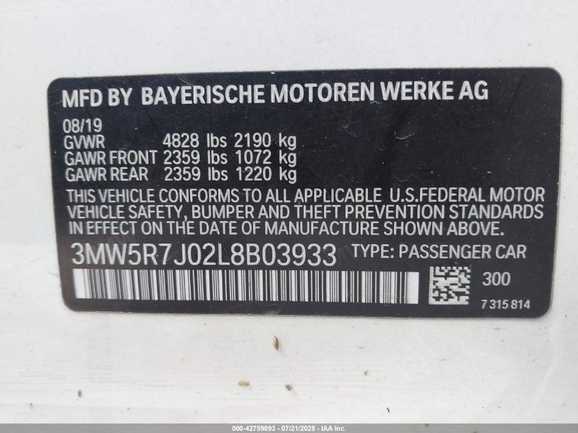 MFD BY BAYERISCHE MOTOREN WERKE AG
08/19
GVWR 4828 lbs 2190 kg
GAWR FRONT 2359 lbs 1072 kg
GAWR REAR 2359 lbs 1220 kg
THIS VEHICLE CONFORMS TO ALL APPLICABLE U.S.FEDERAL MOTOR
VEHICLE SAFETY, BUMPER AND THEFT PREVENTION STANDARDS IN
EFFECT ON THE DATE OF MANUFACTURE SHOWN ABOVE.
3MW5R7J02L8B03933 TYPE: PASSENGER CAR
300
7 315 814
000-42759093 - 07/21/2025 - IAA Inc.